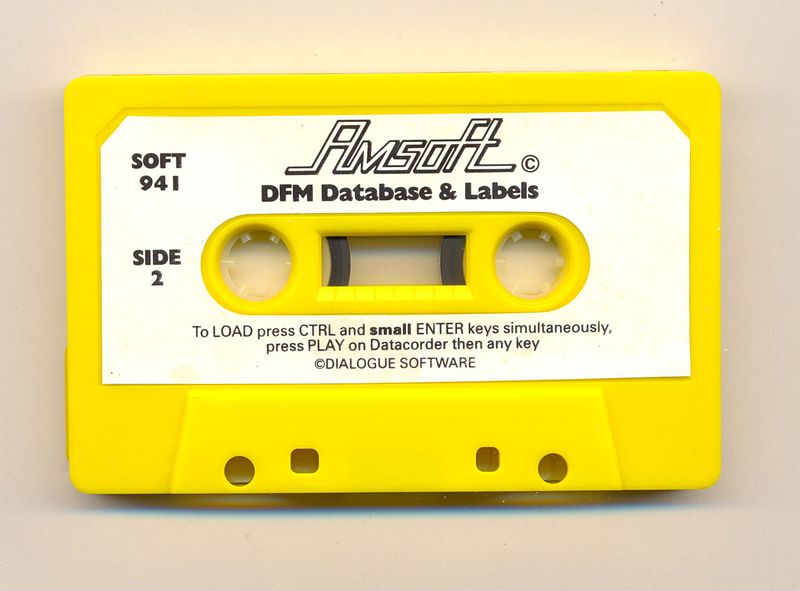 Amsoft ©
DFM Database & Labels
SOFT
941
SIDE
2
To LOAD press CTRL and small ENTER keys simultaneously,
press PLAY on Datacorder then any key
©DIALOGUE SOFTWARE